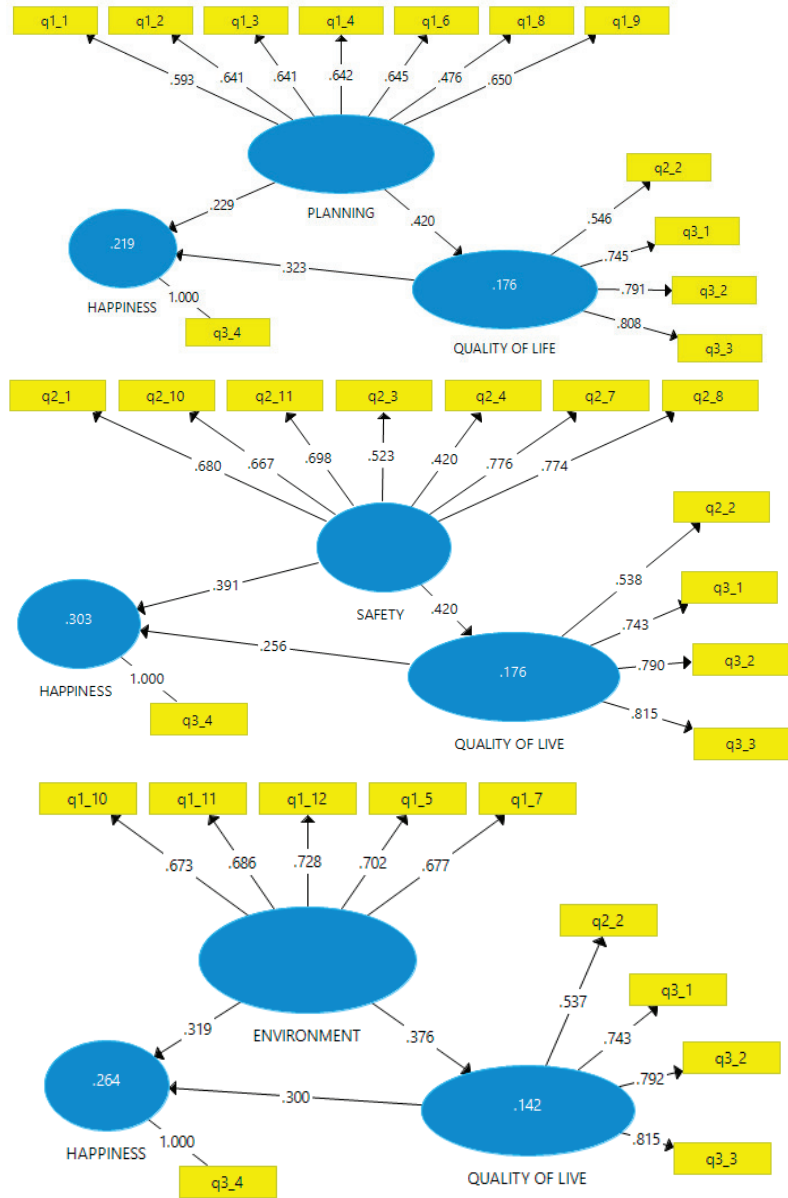 q1_1 q1_2 q1_3 q1_4 q1_6 q1_8 q1_9
.593 .641 .641 .642 .645 .476 .650
PLANNING
q2_2
.229
.420
.546
q3_1
.219
.745
.323
.176
.791
q3_2
HAPPINESS
1.000
.808
q3_4
QUALITY OF LIFE
q3_3
q2_1 q2_10 q2_11 q2_3 q2_4 q2_7 q2_8
.680 .667 .698 .523 .420 .776 .774
q2_2
.538
.391
SAFETY
.420
q3_1
.303
.743
.256
q3_2
.176
.790
HAPPINESS
1.000
.815
q3_4
QUALITY OF LIVE
q3_3
q1_10 q1_11 q1_12 q1_5 q1_7
.673 .686 .728 .702 .677
q2_2
.537
q3_1
.319
ENVIRONMENT
.376
.743
q3_2
.264
.792
.300
.142
HAPPINESS
1.000
.815
q3_3
q3_4
QUALITY OF LIVE